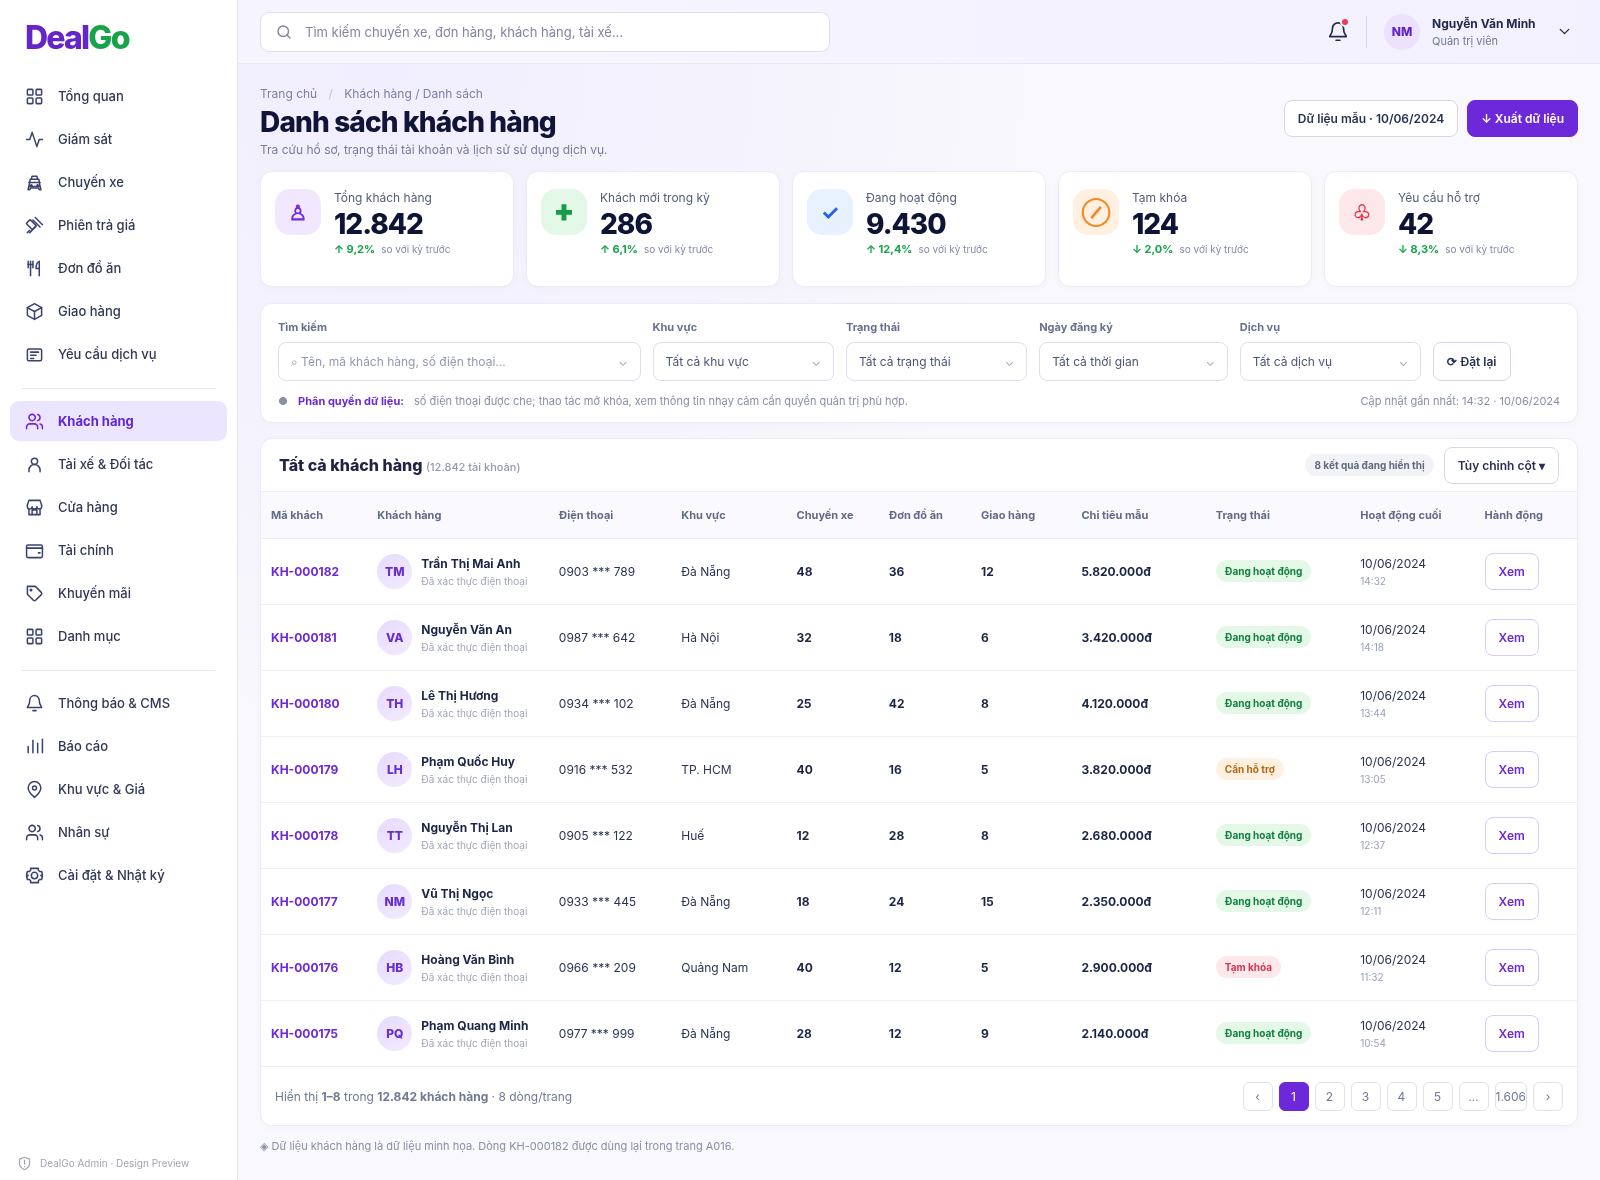 DealGo
Tìm kiếm chuyến xe, đơn hàng, khách hàng, tài xế...
NM
Nguyễn Văn Minh
Quản trị viên
Tổng quan
Giám sát
Chuyến xe
Phiên trả giá
Đơn đồ ăn
Giao hàng
Yêu cầu dịch vụ
Khách hàng
Tài xế & Đối tác
Cửa hàng
Tài chính
Khuyến mãi
Danh mục
Thông báo & CMS
Báo cáo
Khu vực & Giá
Nhân sự
Cài đặt & Nhật ký
DealGo Admin · Design Preview
Trang chủ / Khách hàng / Danh sách
Danh sách khách hàng
Tra cứu hồ sơ, trạng thái tài khoản và lịch sử sử dụng dịch vụ.
Dữ liệu mẫu · 10/06/2024
↓ Xuất dữ liệu
Tổng khách hàng
12.842
↑ 9,2% so với kỳ trước
Khách mới trong kỳ
286
↑ 6,1% so với kỳ trước
Đang hoạt động
9.430
↑ 12,4% so với kỳ trước
Tạm khóa
124
↓ 2,0% so với kỳ trước
Yêu cầu hỗ trợ
42
↓ 8,3% so với kỳ trước
Tìm kiếm Khu vực Trạng thái Ngày đăng ký Dịch vụ
⌕ Tên, mã khách hàng, số điện thoại... Tất cả khu vực Tất cả trạng thái Tất cả thời gian Tất cả dịch vụ ⟳ Đặt lại
Phân quyền dữ liệu: số điện thoại được che; thao tác mở khóa, xem thông tin nhạy cảm cần quyền quản trị phù hợp. Cập nhật gần nhất: 14:32 · 10/06/2024
Tất cả khách hàng (12.842 tài khoản) 8 kết quả đang hiển thị Tùy chỉnh cột ▾
Mã khách Khách hàng Điện thoại Khu vực Chuyến xe Đơn đồ ăn Giao hàng Chi tiêu mẫu Trạng thái Hoạt động cuối Hành động
KH-000182 TM Trần Thị Mai Anh 0903 *** 789 Đà Nẵng 48 36 12 5.820.000đ Đang hoạt động 10/06/2024 Xem
Đã xác thực điện thoại 14:32
KH-000181 VA Nguyễn Văn An 0987 *** 642 Hà Nội 32 18 6 3.420.000đ Đang hoạt động 10/06/2024 Xem
Đã xác thực điện thoại 14:18
KH-000180 TH Lê Thị Hương 0934 *** 102 Đà Nẵng 25 42 8 4.120.000đ Đang hoạt động 10/06/2024 Xem
Đã xác thực điện thoại 13:44
KH-000179 LH Phạm Quốc Huy 0916 *** 532 TP. HCM 40 16 5 3.820.000đ Cần hỗ trợ 10/06/2024 Xem
Đã xác thực điện thoại 13:05
KH-000178 TT Nguyễn Thị Lan 0905 *** 122 Huế 12 28 8 2.680.000đ Đang hoạt động 10/06/2024 Xem
Đã xác thực điện thoại 12:37
KH-000177 NM Vũ Thị Ngọc 0933 *** 445 Đà Nẵng 18 24 15 2.350.000đ Đang hoạt động 10/06/2024 Xem
Đã xác thực điện thoại 12:11
KH-000176 HB Hoàng Văn Bình 0966 *** 209 Quảng Nam 40 12 5 2.900.000đ Tạm khóa 10/06/2024 Xem
Đã xác thực điện thoại 11:32
KH-000175 PQ Phạm Quang Minh 0977 *** 999 Đà Nẵng 28 12 9 2.140.000đ Đang hoạt động 10/06/2024 Xem
Đã xác thực điện thoại 10:54
Hiển thị 1–8 trong 12.842 khách hàng · 8 dòng/trang ‹ 1 2 3 4 5 ... 1.606 ›
◈ Dữ liệu khách hàng là dữ liệu minh họa. Dòng KH-000182 được dùng lại trong trang A016.